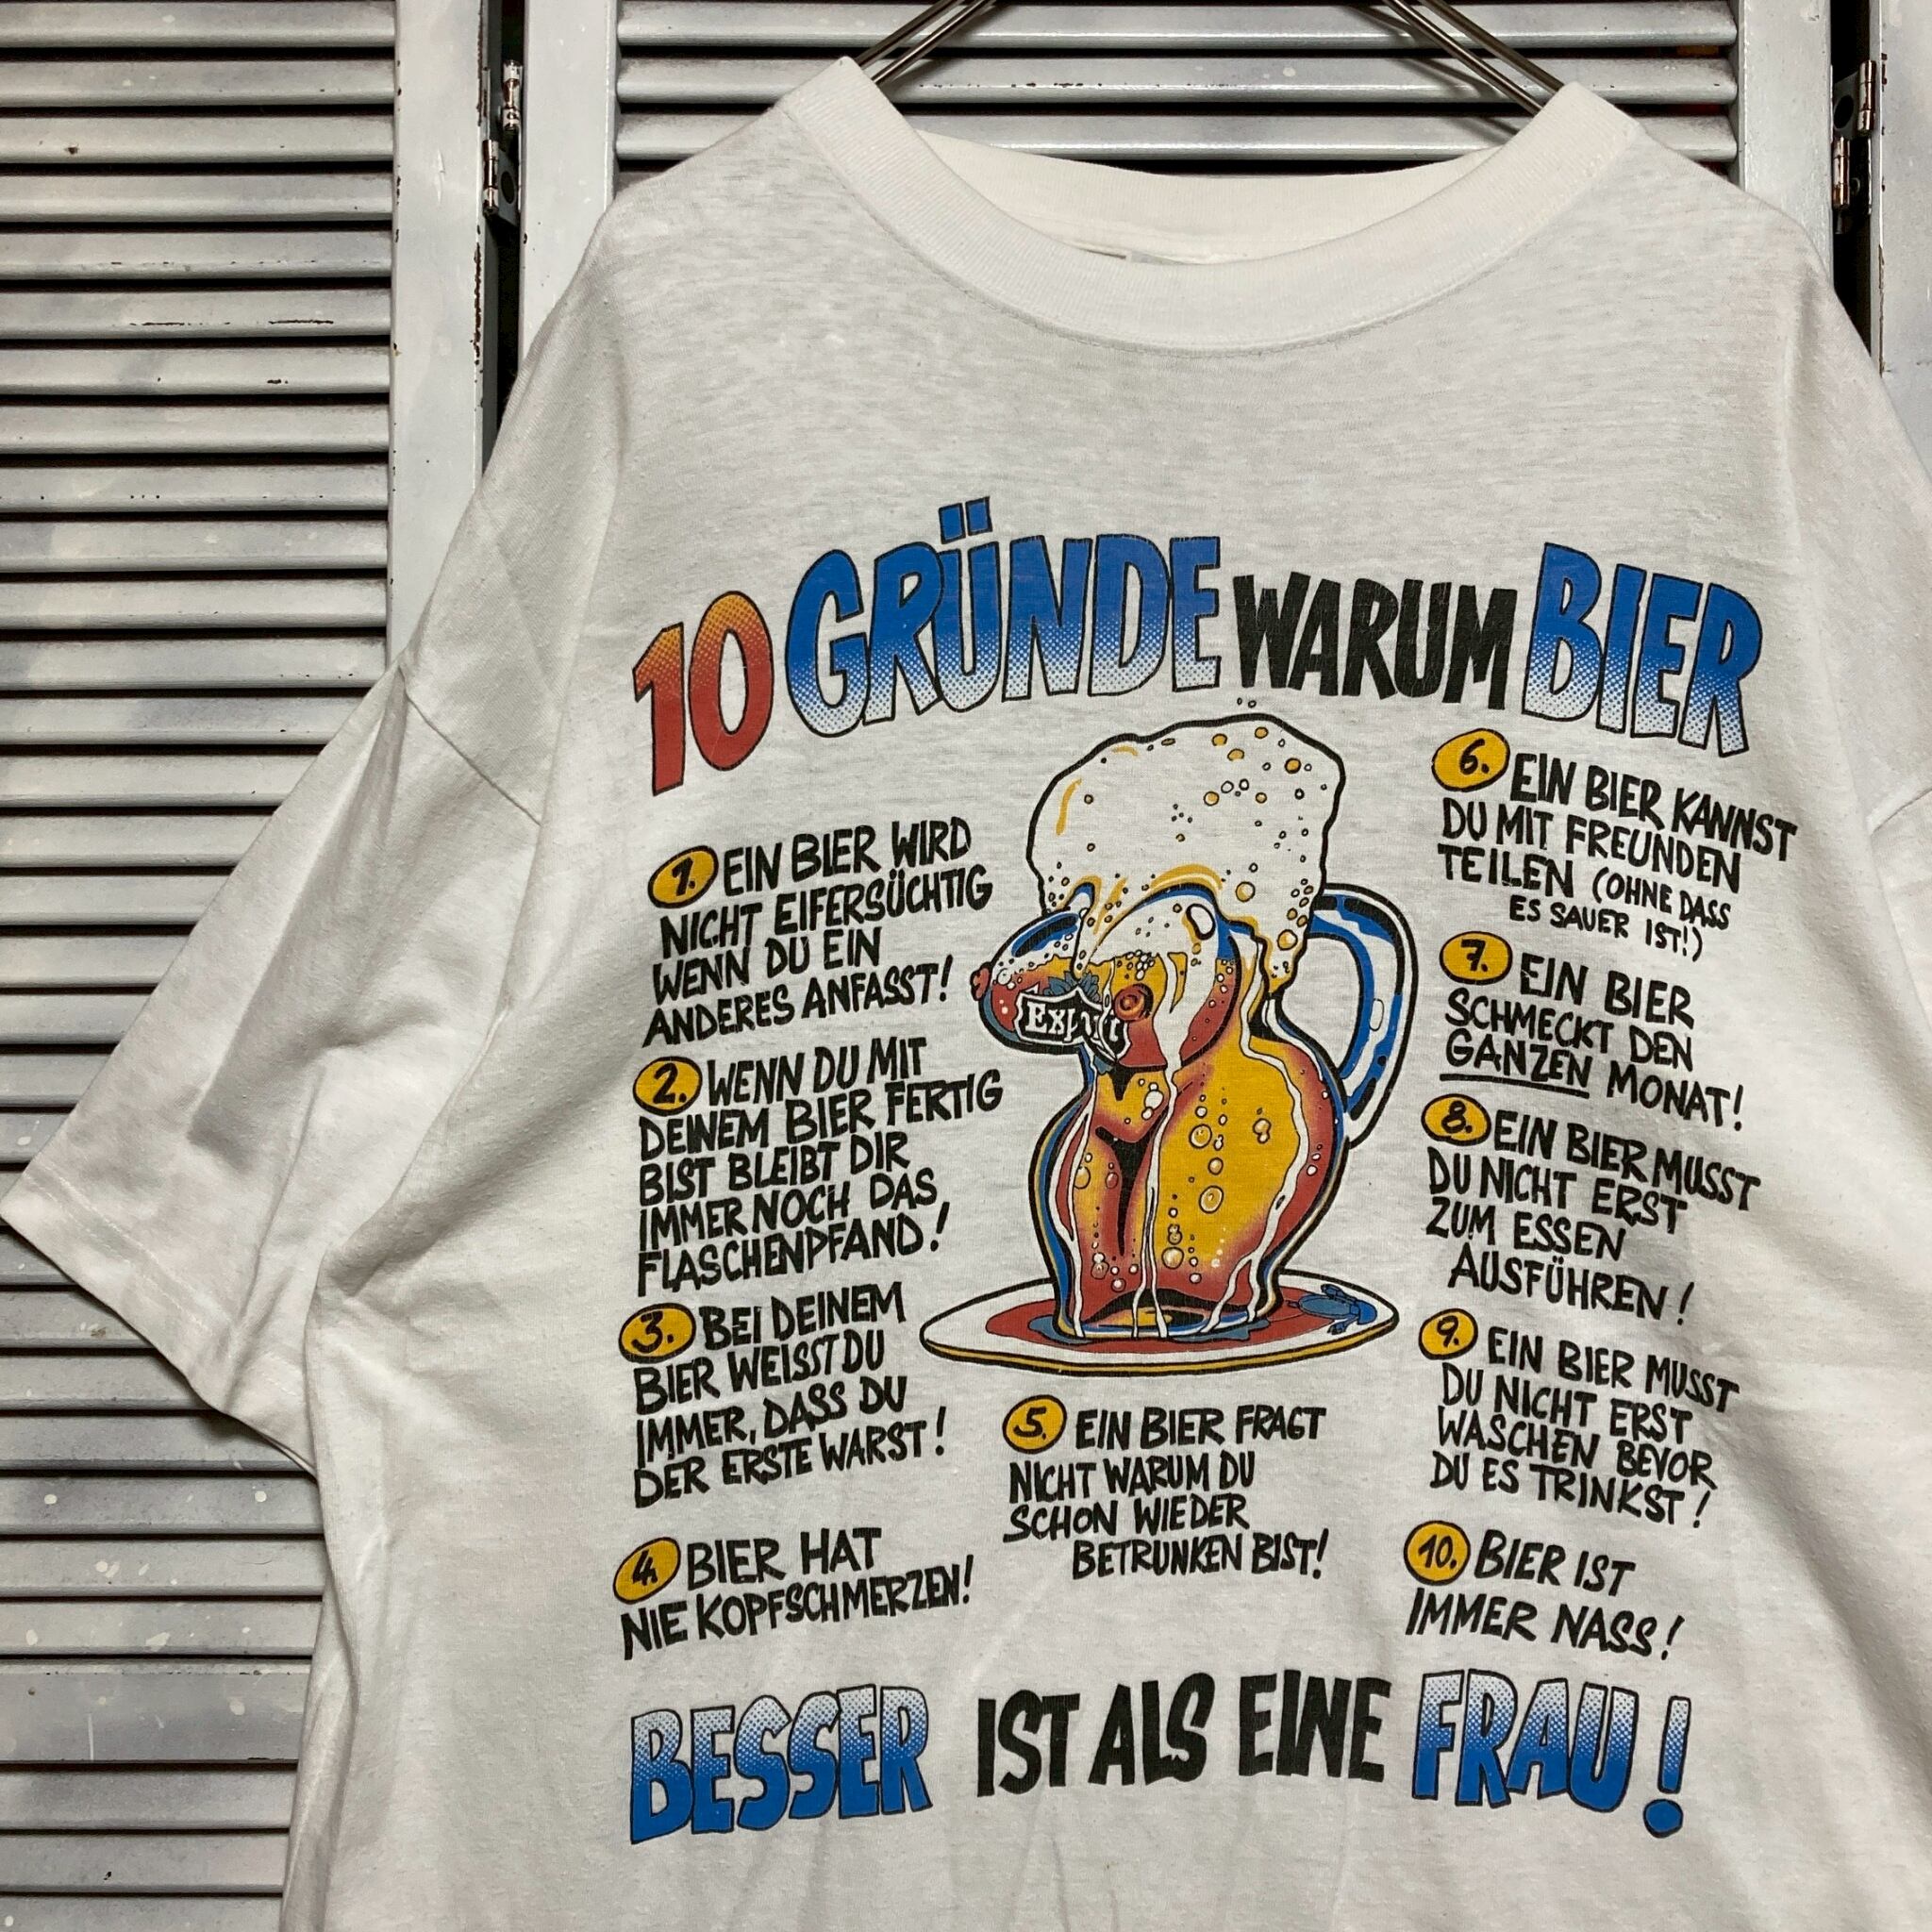 10 GRÜNDE WARUM BIER
1. EIN BIER WIRD
NICHT EIFERSÜCHTIG
WENN DU EIN
ANDERES ANFASST!
2. WENN DU MIT
DEINEM BIER FERTIG
BIST BLEIBT DIR
IMMER NOCH DAS
FLASCHENPFAND!
3. BEI DEINEM
BIER WEISST DU
IMMER, DASS DU
DER ERSTE WARST!
4. BIER HAT
NIE KOPFSCHMERZEN!
Export
5. EIN BIER FRAGT
NICHT WARUM DU
SCHON WIEDER
BETRUNKEN BIST!
6. EIN BIER KANNST
DU MIT FREUNDEN
TEILEN (OHNE DASS
ES SAUER IST!)
7. EIN BIER
SCHMECKT DEN
GANZEN MONAT!
8. EIN BIER MUSST
DU NICHT ERST
ZUM ESSEN
AUSFÜHREN!
9. EIN BIER MUSST
DU NICHT ERST
WASCHEN BEVOR
DU ES TRINKST!
10. BIER IST
IMMER NASS!
BESSER IST ALS EINE FRAU!